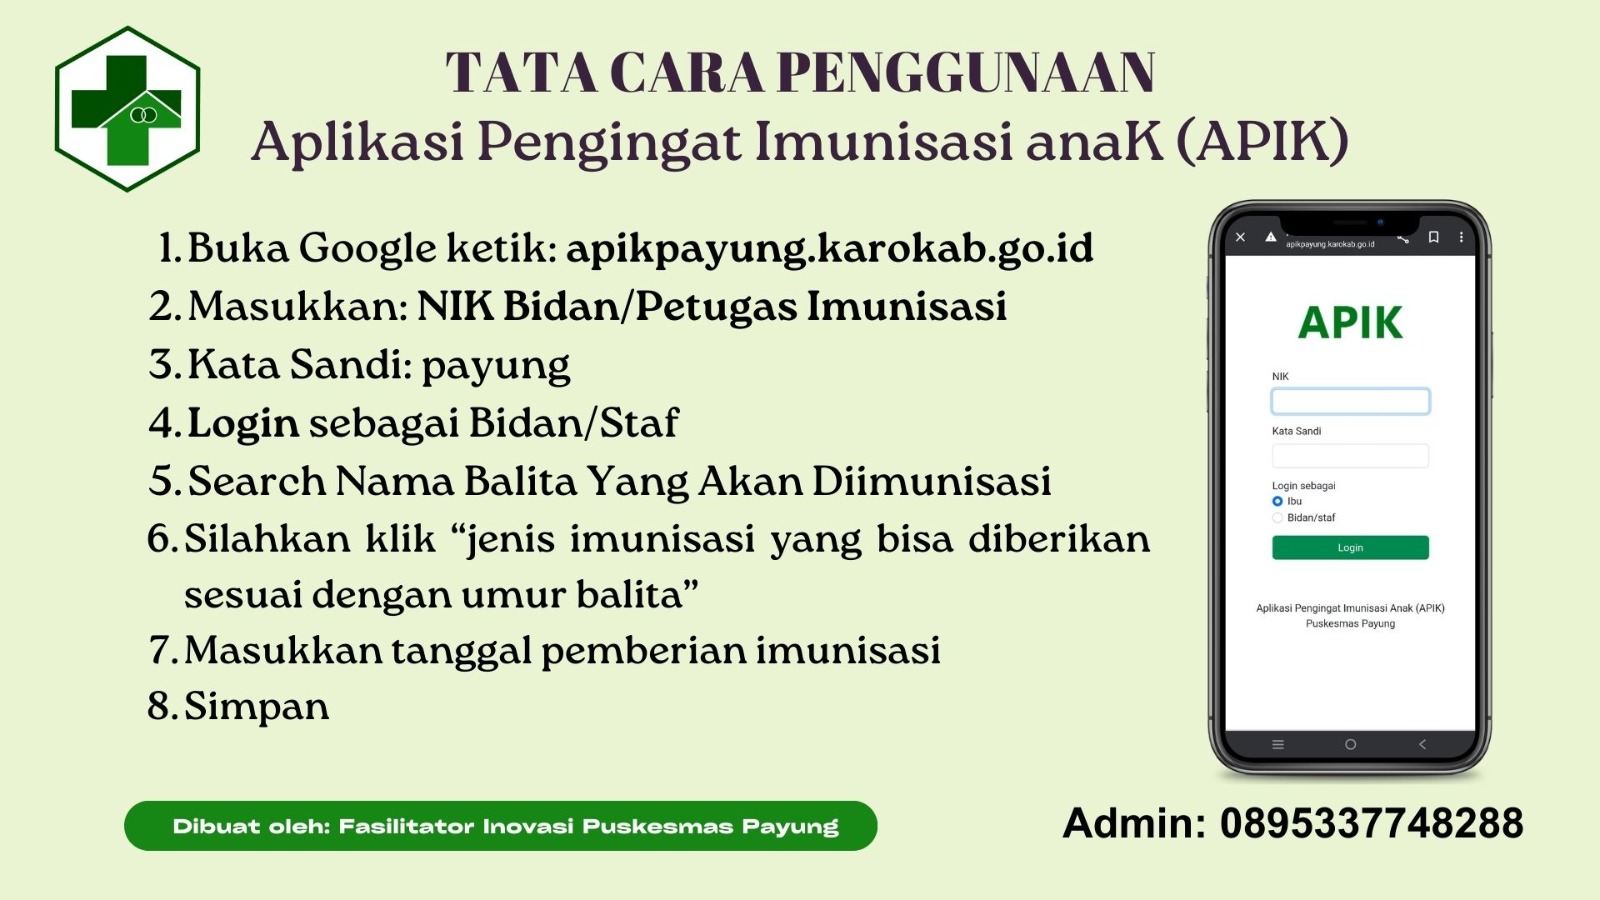 TATA CARA PENGGUNAAN
Aplikasi Pengingat Imunisasi anaK (APIK)
1. Buka Google ketik: apikpayung.karokab.go.id
2. Masukkan: NIK Bidan/Petugas Imunisasi
3. Kata Sandi: payung
4. Login sebagai Bidan/Staf
5. Search Nama Balita Yang Akan Diimunisasi
6. Silahkan klik “jenis imunisasi yang bisa diberikan
sesuai dengan umur balita”
7. Masukkan tanggal pemberian imunisasi
8. Simpan
apikpayung.karokab.go.id
APIK
NIK
Kata Sandi
Login sebagai
Ibu
Bidan/staf
Login
Aplikasi Pengingat Imunisasi Anak (APIK)
Puskesmas Payung
Dibuat oleh: Fasilitator Inovasi Puskesmas Payung
Admin: 0895337748288